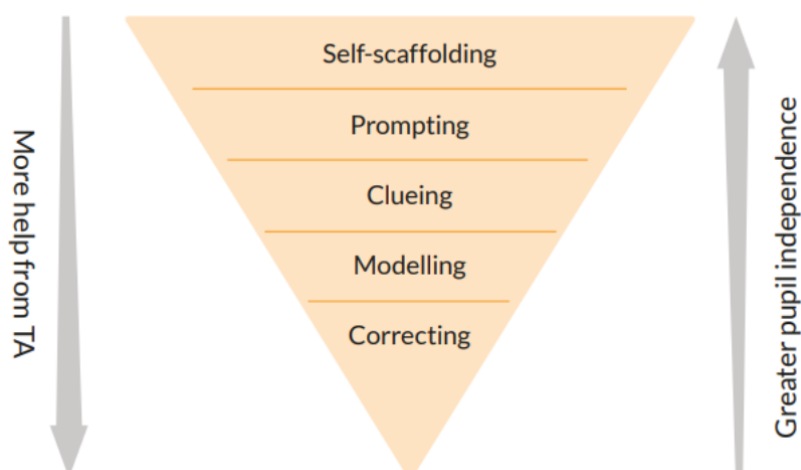 More help from TA
Self-scaffolding
Prompting
Clueing
Modelling
Correcting
Greater pupil independence